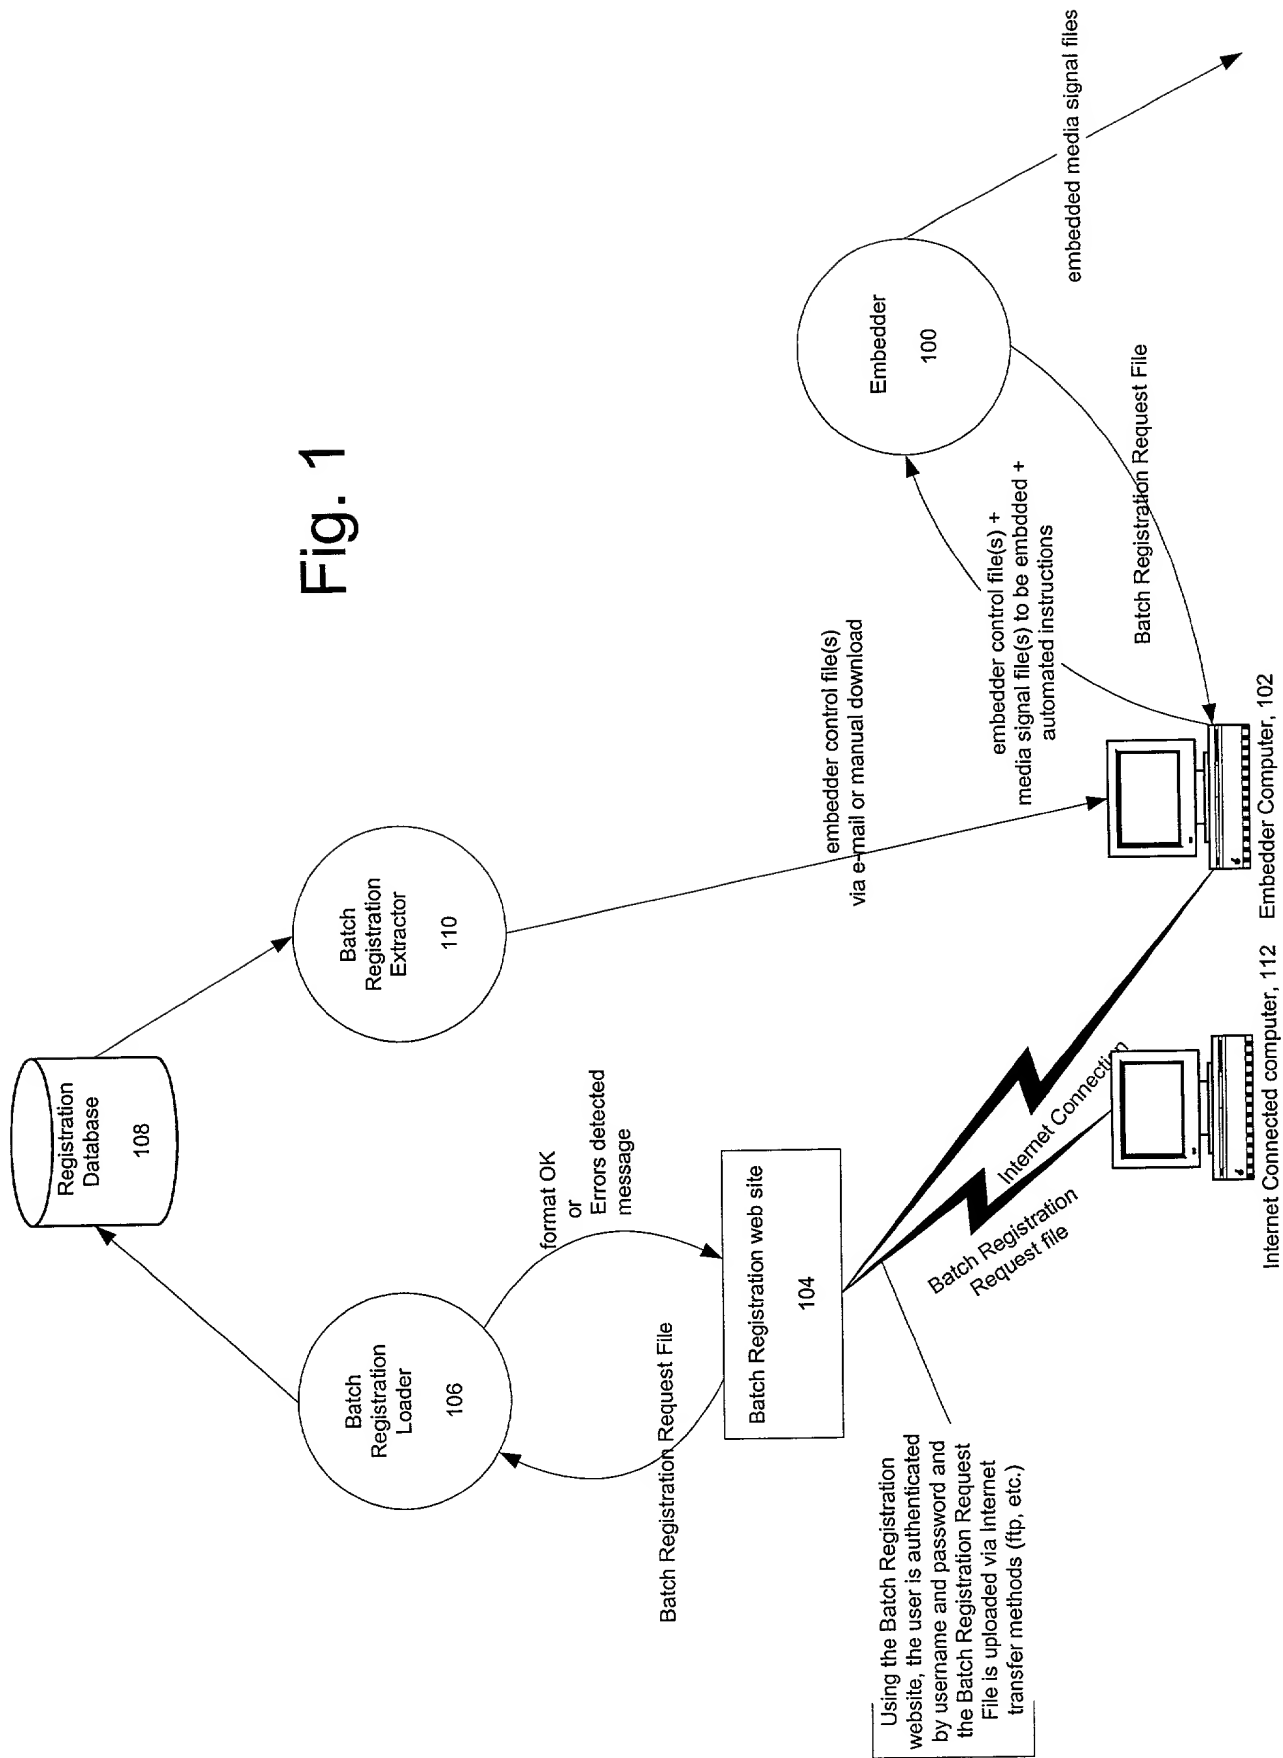 Fig. 1
Registration
Database
108
Batch
Registration
Loader
106
Batch
Registration
Extractor
110
format OK
or
Errors detected
message
Batch Registration Request File
Batch Registration web site
104
embedder control file(s)
via e-mail or manual download
Embedder
100
embedder control file(s) +
media signal file(s) to be embdded +
automated instructions
Batch Registration Request File
embedded media signal files
Using the Batch Registration
website, the user is authenticated
by username and password and
the Batch Registration Request
File is uploaded via Internet
transfer methods (ftp, etc.)
Batch Registration
Request file
Internet Connection
Internet Connected computer, 112
Embedder Computer, 102